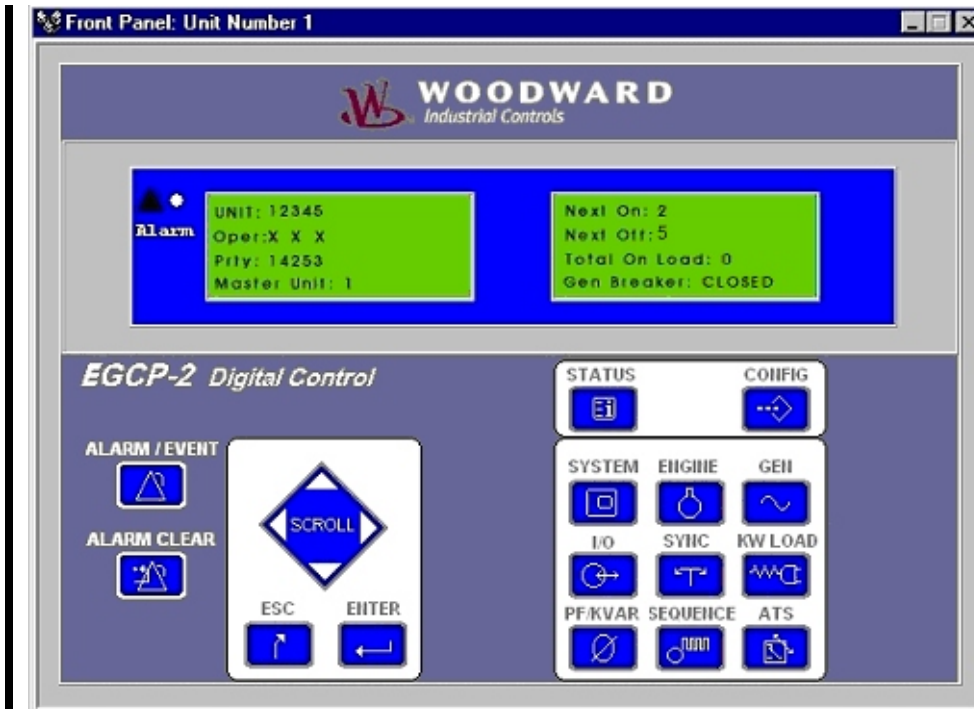 Front Panel: Unit Number 1
WOODWARD
Industrial Controls
Alarm
UNIT: 12345
Oper:X X X
Prty: 14253
Master Unit: 1
Next On: 2
Next Off:5
Total On Load: 0
Gen Breaker: CLOSED
EGCP-2 Digital Control
STATUS
CONFIG
ALARM / EVENT
ALARM CLEAR
SCROLL
ESC
ENTER
SYSTEM
ENGINE
GEN
I/O
SYNC
KW LOAD
PF/KVAR
SEQUENCE
ATS